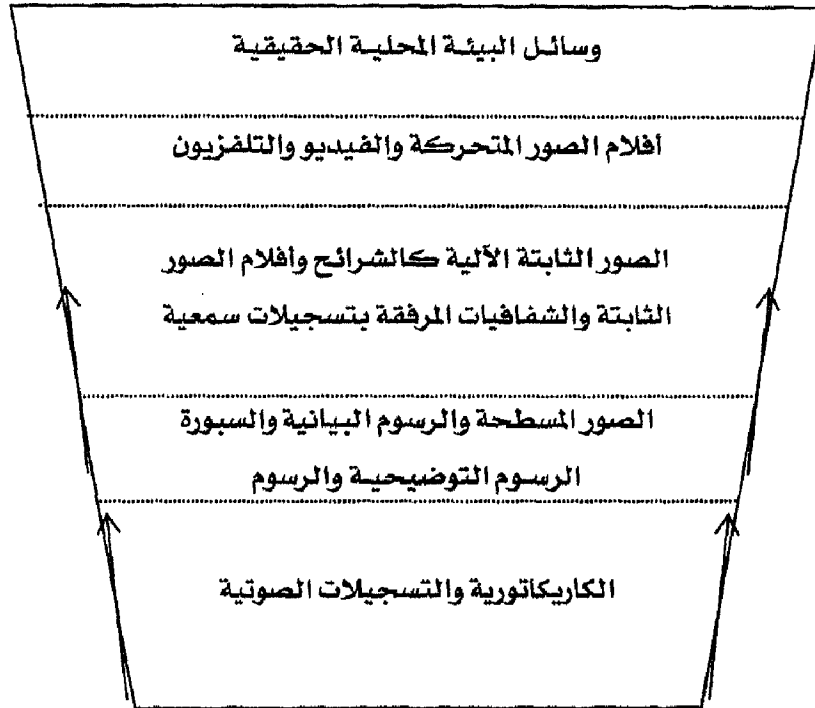 وسائل البيئة المحلية الحقيقية
أفلام الصور المتحركة والفيديو والتلفزيون
الصور الثابتة الآلية كالشرائح وأفلام الصور
الثابتة والشفافيات المرفقة بتسجيلات سمعية
الصور المسطحة والرسوم البيانية والسبورة
الرسوم التوضيحية والرسوم
الكاريكاتورية والتسجيلات الصوتية